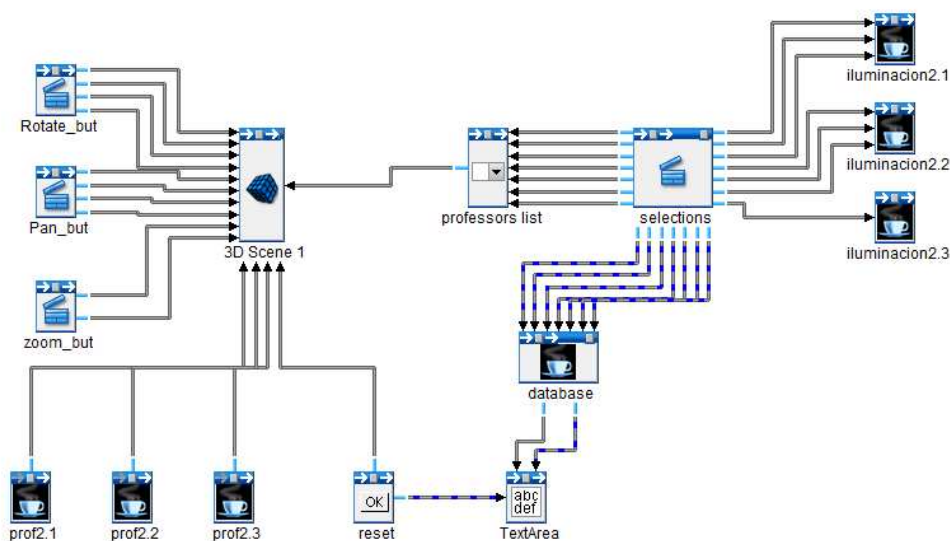 iluminacion2.1
Rotate_but
iluminacion2.2
Pan_but
professors list
selections
3D Scene 1
iluminacion2.3
zoom_but
database
OK
abc
def
prof2.1
prof2.2
prof2.3
reset
TextArea